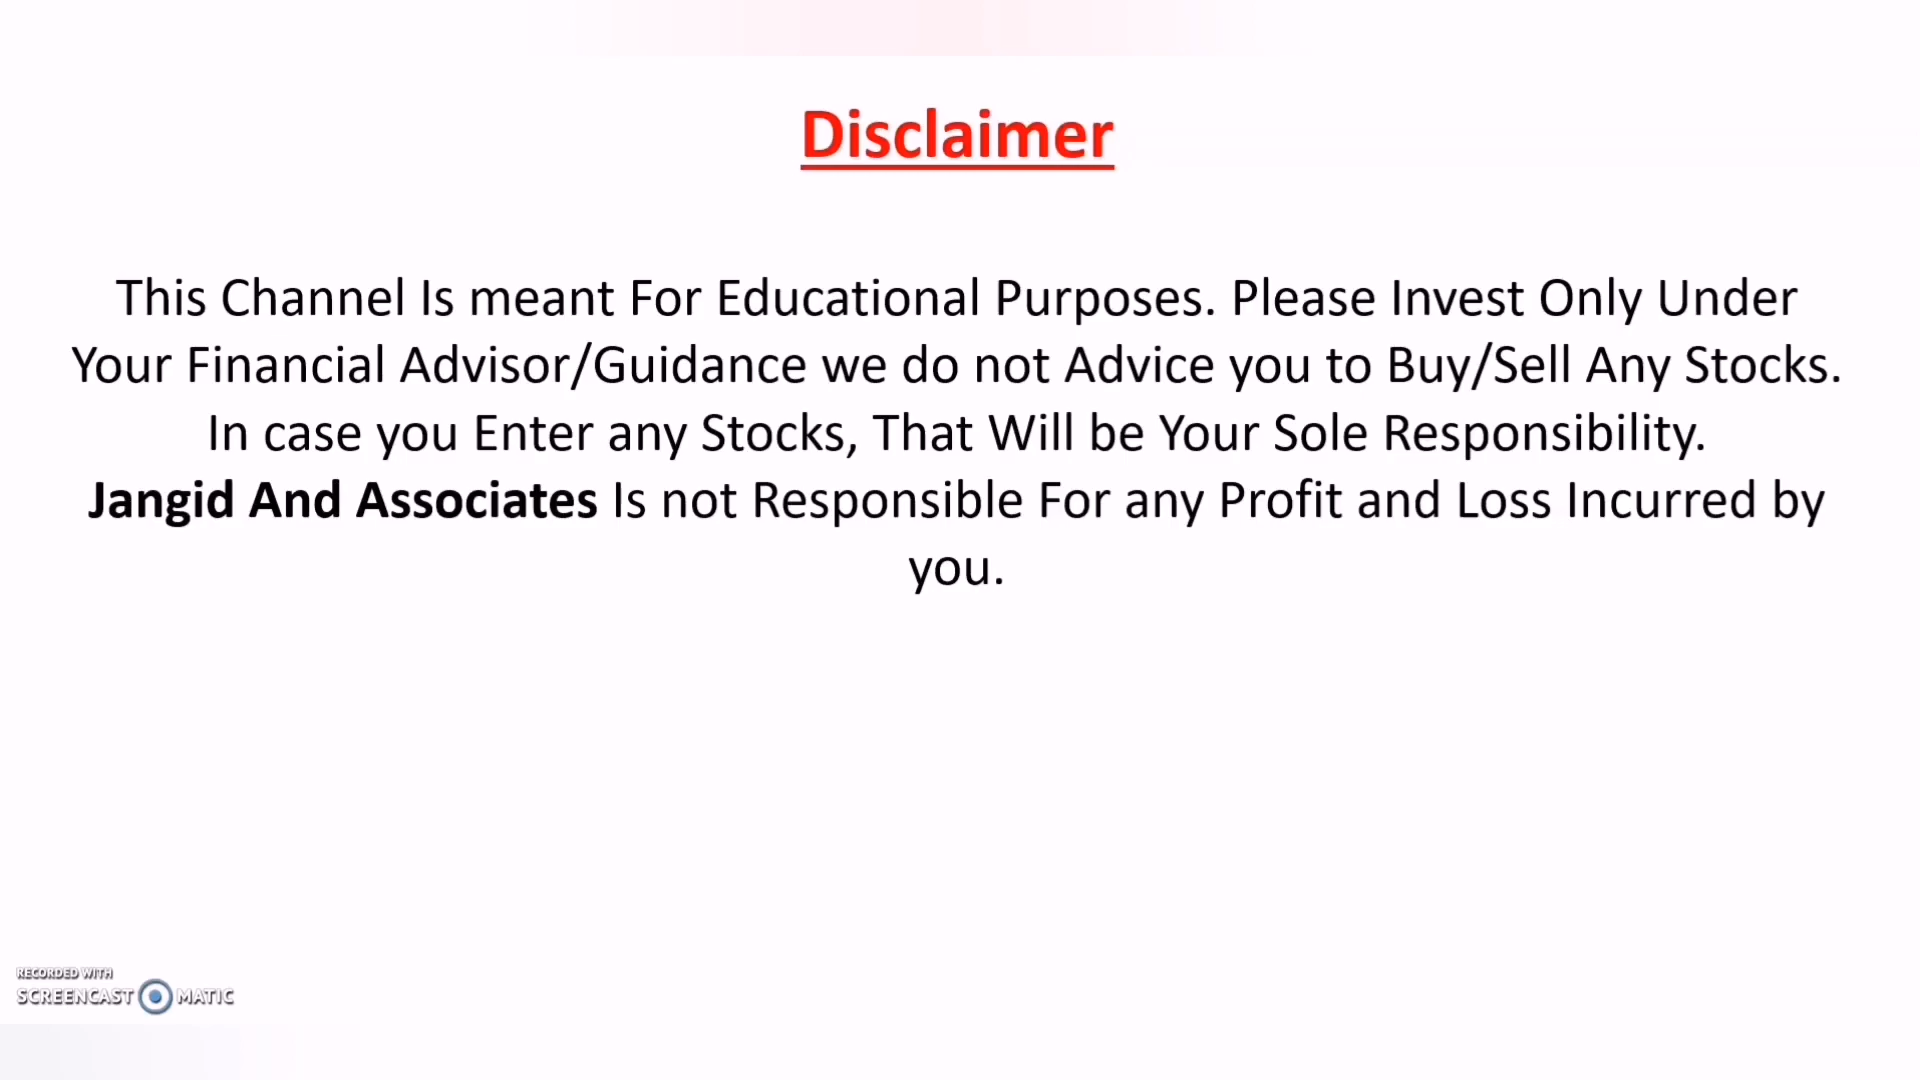 Disclaimer
This Channel Is meant For Educational Purposes. Please Invest Only Under
Your Financial Advisor/Guidance we do not Advice you to Buy/Sell Any Stocks.
In case you Enter any Stocks, That Will be Your Sole Responsibility.
Jangid And Associates Is not Responsible For any Profit and Loss Incurred by
you.
RECORDED WITH
SCREENCAST MATIC